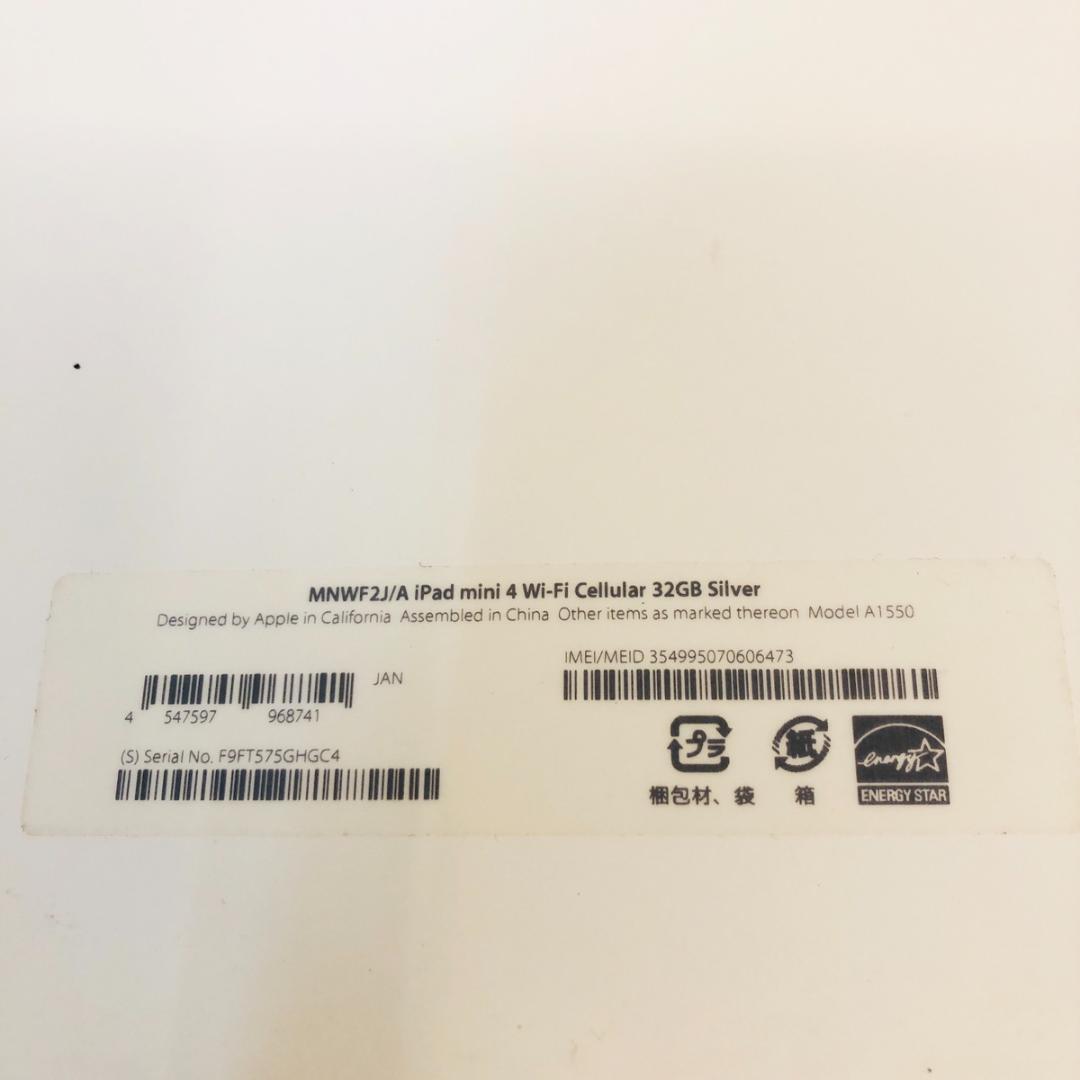 MNWF2J/A iPad mini 4 Wi-Fi Cellular 32GB Silver
Designed by Apple in California Assembled in China Other items as marked thereon Model A1550
IMEI/MEID 354995070606473
JAN
4 547597 968741
(S) Serial No. F9FT575GHGC4
プラ
紙
energy
梱包材、袋
箱
ENERGY STAR